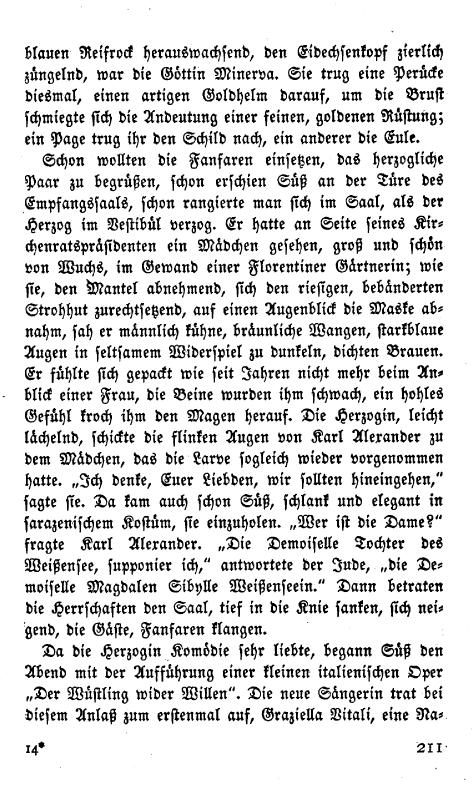 blauen Reifrock herauswachsend, den Eidechsenkopf zierlich
züngelnd, war die Göttin Minerva. Sie trug eine Perücke
diesmal, einen artigen Goldhelm darauf, um die Brust
schmiegte sich die Andeutung einer feinen, goldenen Rüstung;
ein Page trug ihr den Schild nach, ein anderer die Eule.
Schon wollten die Fanfaren einsetzen, das herzogliche
Paar zu begrüßen, schon erschien Süß an der Türe des
Empfangssaals, schon rangierte man sich im Saal, als der
Herzog im Vestibül verzog. Er hatte an Seite seines Kir-
chenratspräsidenten ein Mädchen gesehen, groß und schön
von Wuchs, im Gewand einer Florentiner Gärtnerin; wie
sie, den Mantel abnehmend, sich den riesigen, bebänderten
Strohhut zurechtsetzend, auf einen Augenblick die Maske ab-
nahm, sah er männlich kühne, bräunliche Wangen, starkblaue
Augen in seltsamem Widerspiel zu dunkeln, dichten Brauen.
Er fühlte sich gepackt wie seit Jahren nicht mehr beim An-
blick einer Frau, die Beine wurden ihm schwach, ein hohles
Gefühl kroch ihm den Magen herauf. Die Herzogin, leicht
lächelnd, schickte die flinken Augen von Karl Alexander zu
dem Mädchen, das die Larve sogleich wieder vorgenommen
hatte. „Ich denke, Euer Liebden, wir sollten hineingehen,“
sagte sie. Da kam auch schon Süß, schlank und elegant in
sarazenischem Kostüm, sie einzuholen. „Wer ist die Dame?“
fragte Karl Alexander. „Die Demoiselle Tochter des
Weißensee, supponier ich,“ antwortete der Jude, „die De-
moiselle Magdalen Sibylle Weißenseein.“ Dann betraten
die Herrschaften den Saal, tief in die Knie sanken, sich nei-
gend, die Gäste, Fanfaren klangen.
Da die Herzogin Komödie sehr liebte, begann Süß den
Abend mit der Aufführung einer kleinen italienischen Oper
„Der Wüstling wider Willen“. Die neue Sängerin trat bei
diesem Anlaß zum erstenmal auf, Graziella Vitali, eine Na-
14* 211